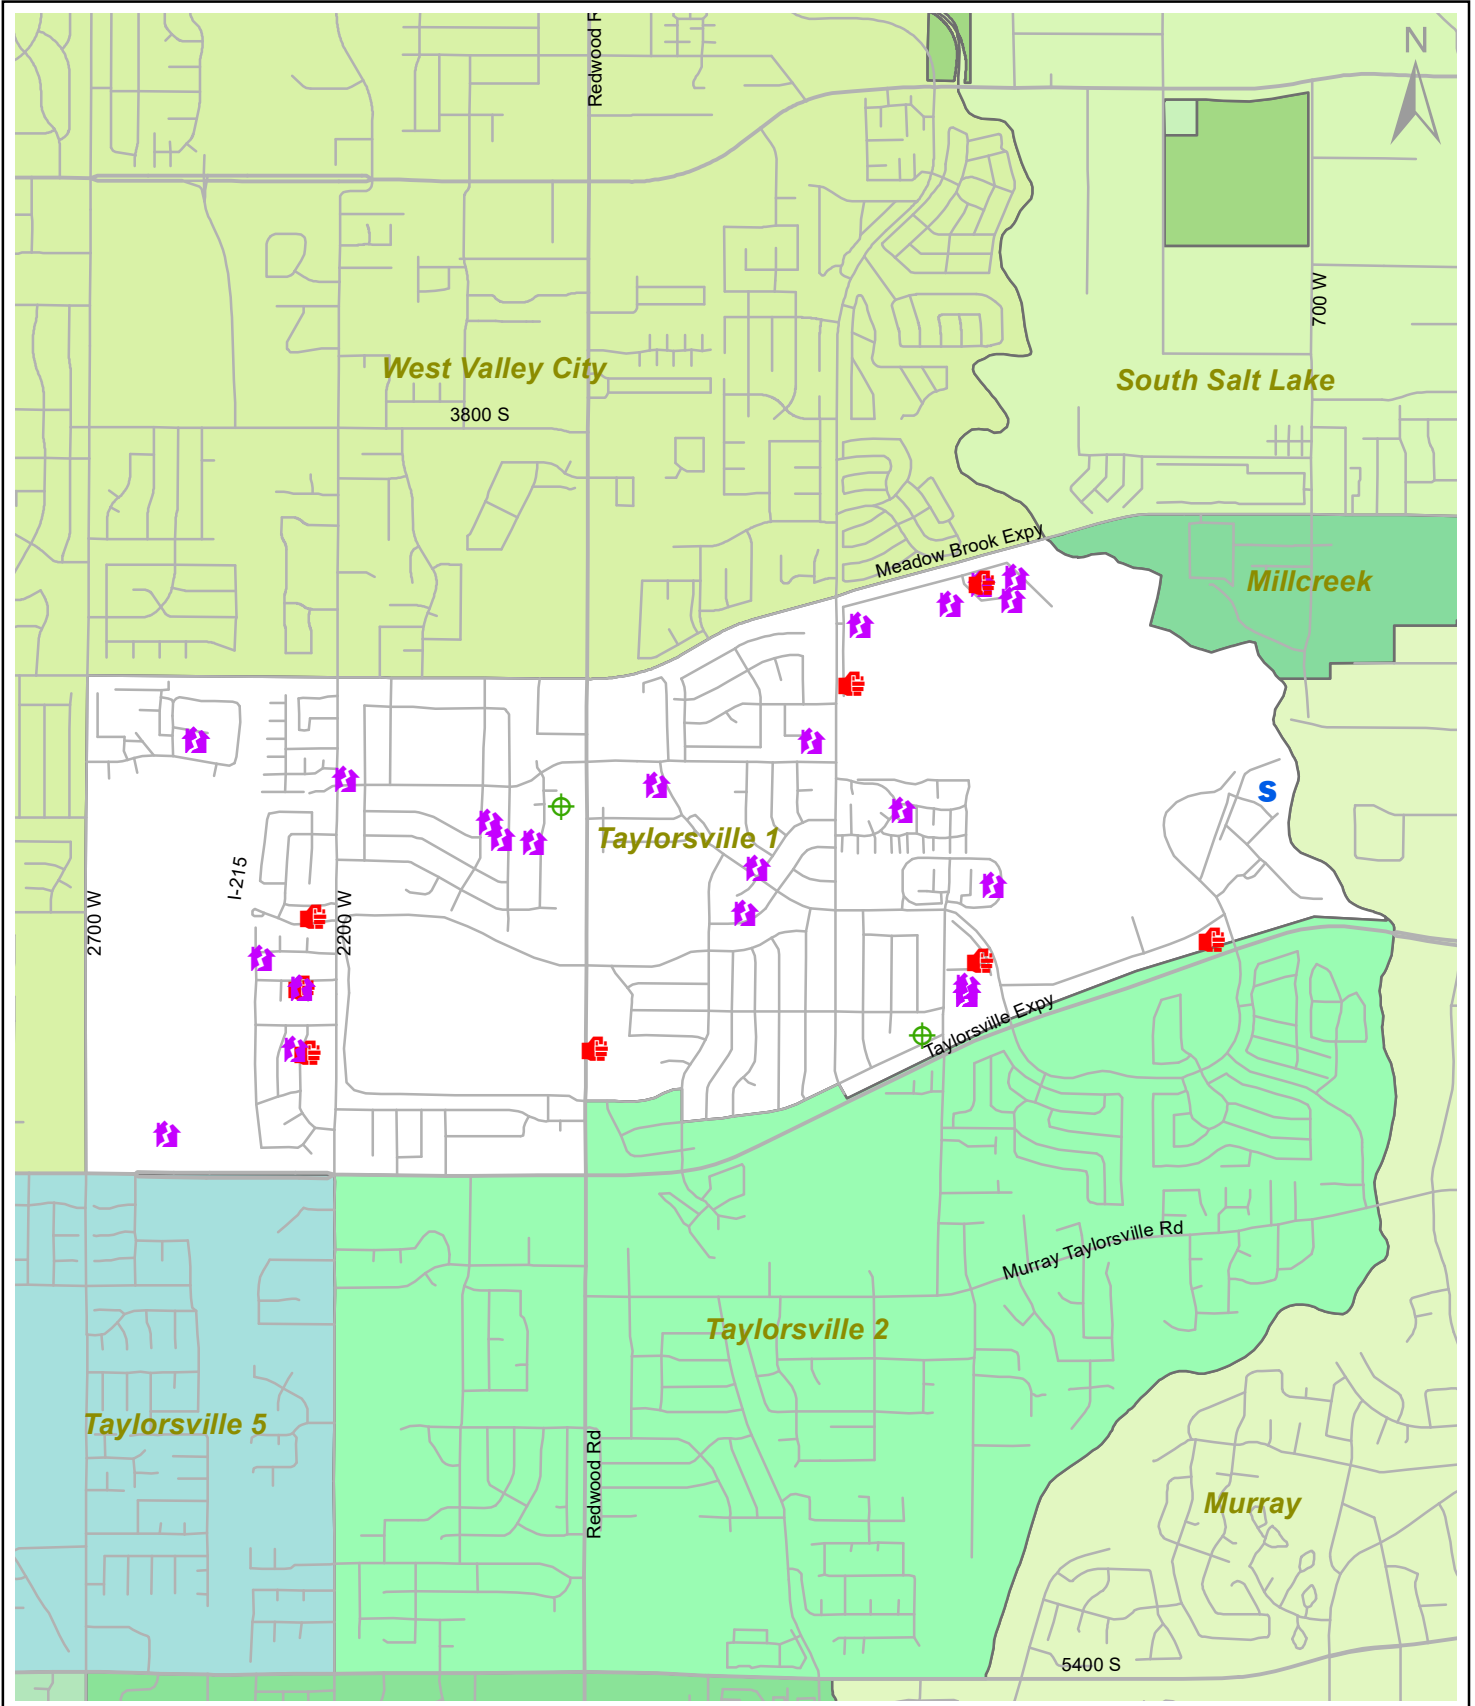 Redwood R
N
700 W
West Valley City
South Salt Lake
3800 S
Meadow Brook Expy
Millcreek
S
Taylorsville 1
I-215
2700 W
2200 W
Taylorsville Expy
Murray Taylorsville Rd
Taylorsville 2
Taylorsville 5
Redwood Rd
Murray
5400 S